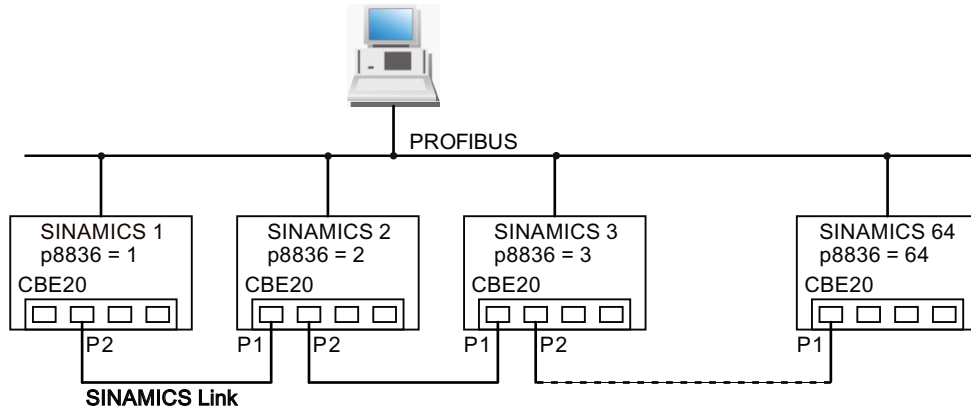 PROFIBUS
SINAMICS 1
p8836 = 1
CBE20
P2
SINAMICS 2
p8836 = 2
CBE20
P1 P2
SINAMICS 3
p8836 = 3
CBE20
P1 P2
SINAMICS 64
p8836 = 64
CBE20
P1
SINAMICS Link